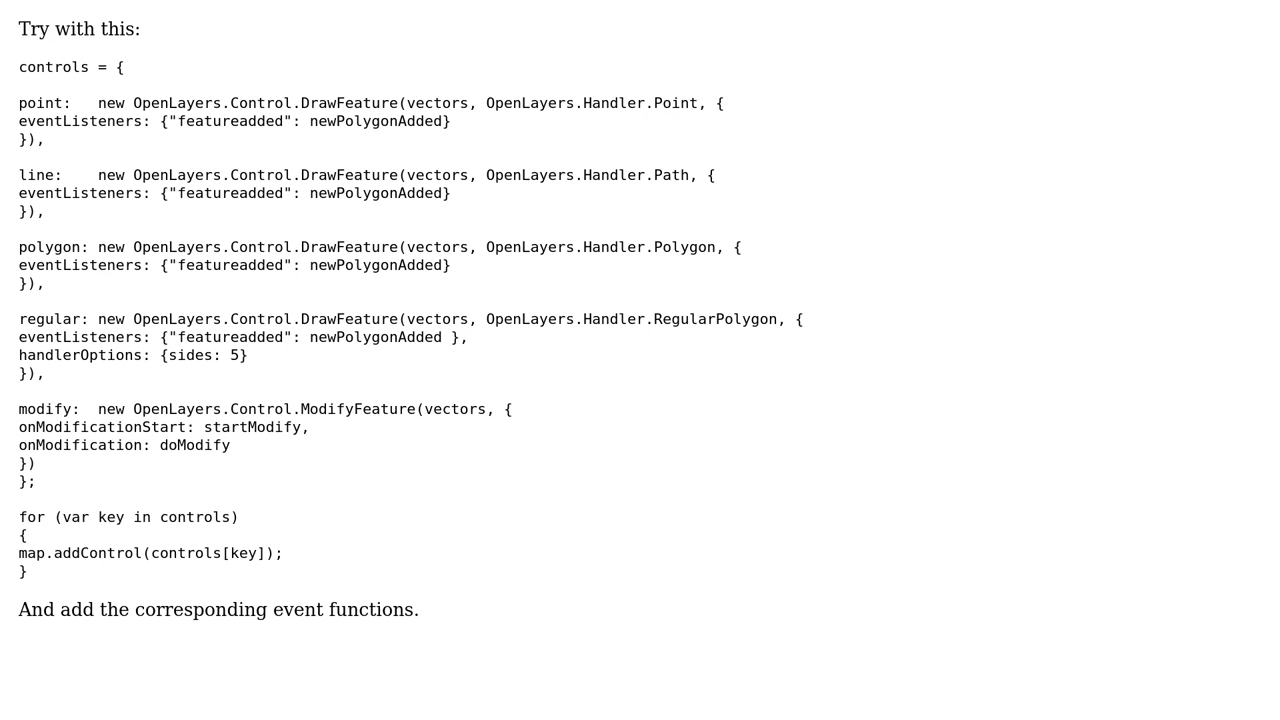 Try with this:
controls = {
point:   new OpenLayers.Control.DrawFeature(vectors, OpenLayers.Handler.Point, {
eventListeners: {"featureadded": newPolygonAdded}
}),
line:    new OpenLayers.Control.DrawFeature(vectors, OpenLayers.Handler.Path, {
eventListeners: {"featureadded": newPolygonAdded}
}),
polygon: new OpenLayers.Control.DrawFeature(vectors, OpenLayers.Handler.Polygon, {
eventListeners: {"featureadded": newPolygonAdded}
}),
regular: new OpenLayers.Control.DrawFeature(vectors, OpenLayers.Handler.RegularPolygon, {
eventListeners: {"featureadded": newPolygonAdded },
handlerOptions: {sides: 5}
}),
modify:  new OpenLayers.Control.ModifyFeature(vectors, {
onModificationStart: startModify,
onModification: doModify
})
};
for (var key in controls)
{
map.addControl(controls[key]);
}
And add the corresponding event functions.